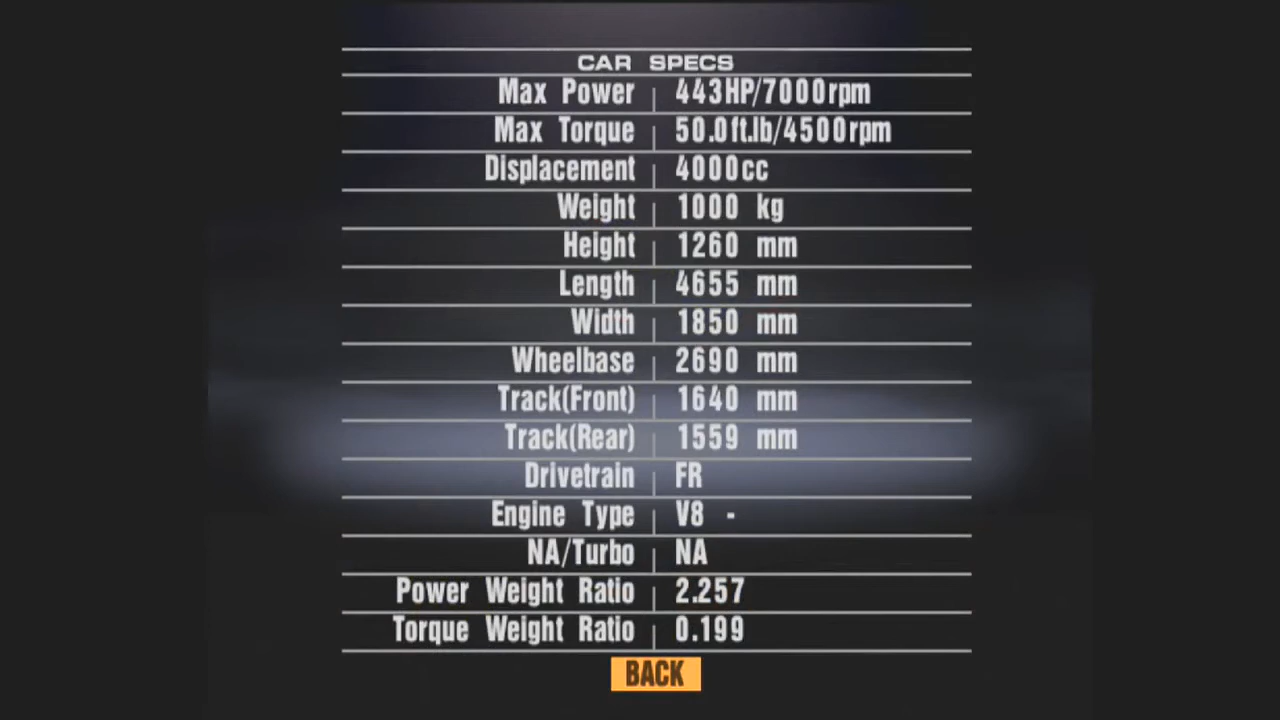 CAR SPECS
Max Power 443HP/7000rpm
Max Torque 50.0ft.lb/4500rpm
Displacement 4000cc
Weight 1000 kg
Height 1260 mm
Length 4655 mm
Width 1850 mm
Wheelbase 2690 mm
Track(Front) 1640 mm
Track(Rear) 1559 mm
Drivetrain FR
Engine Type V8 -
NA/Turbo NA
Power Weight Ratio 2.257
Torque Weight Ratio 0.199
BACK